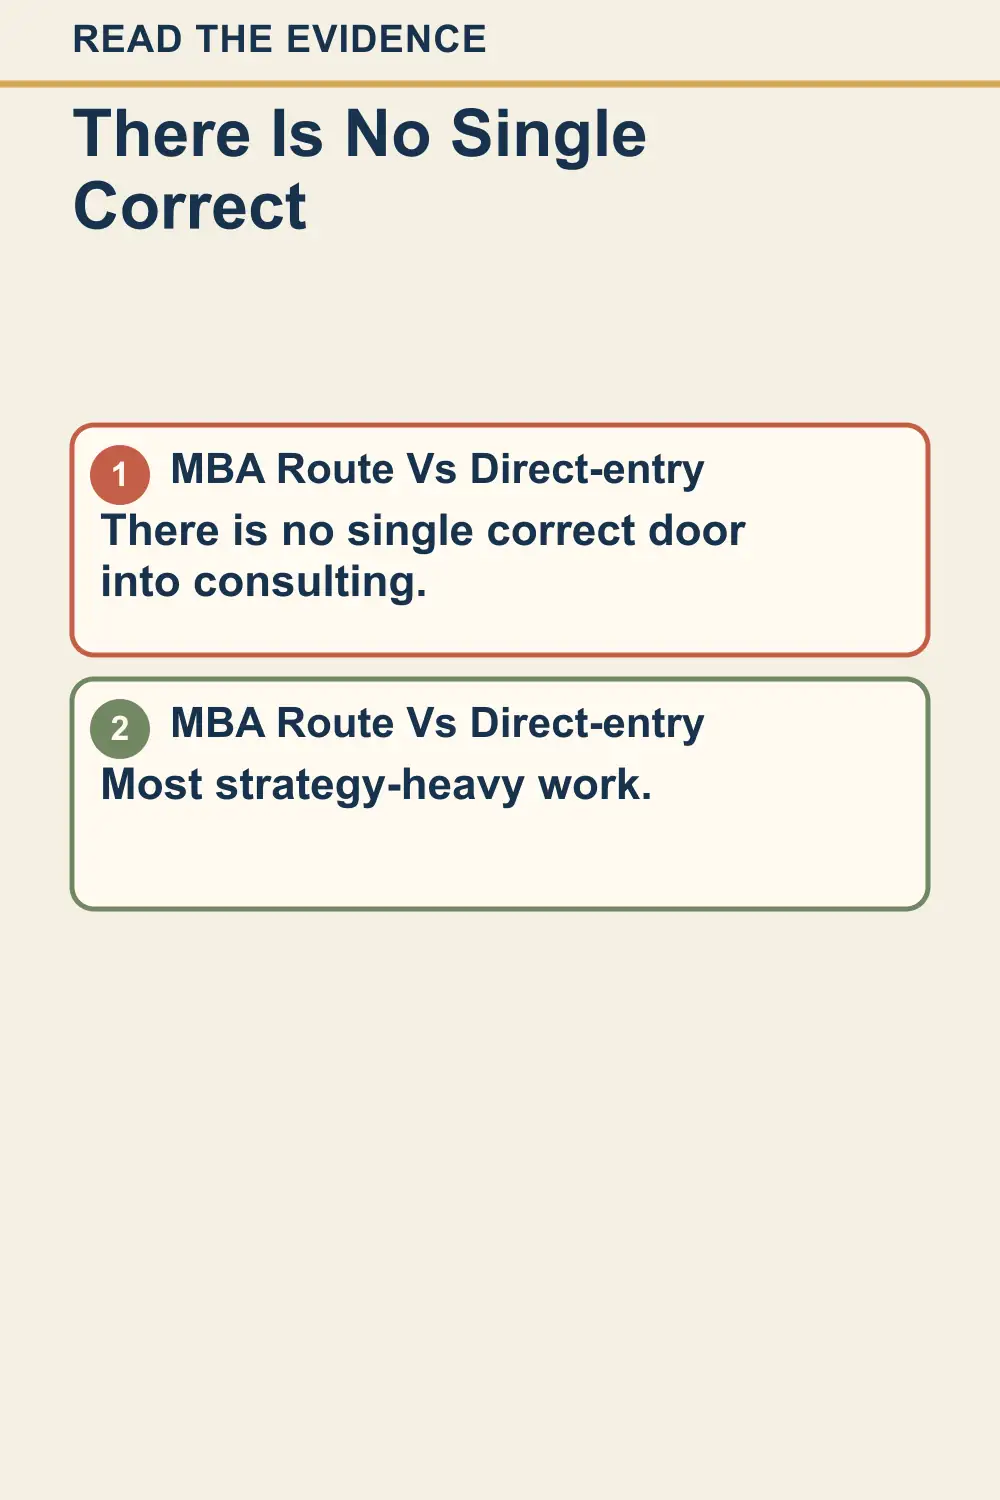 READ THE EVIDENCE
There Is No Single
Correct
1 MBA Route Vs Direct-entry
There is no single correct door
into consulting.
2 MBA Route Vs Direct-entry
Most strategy-heavy work.